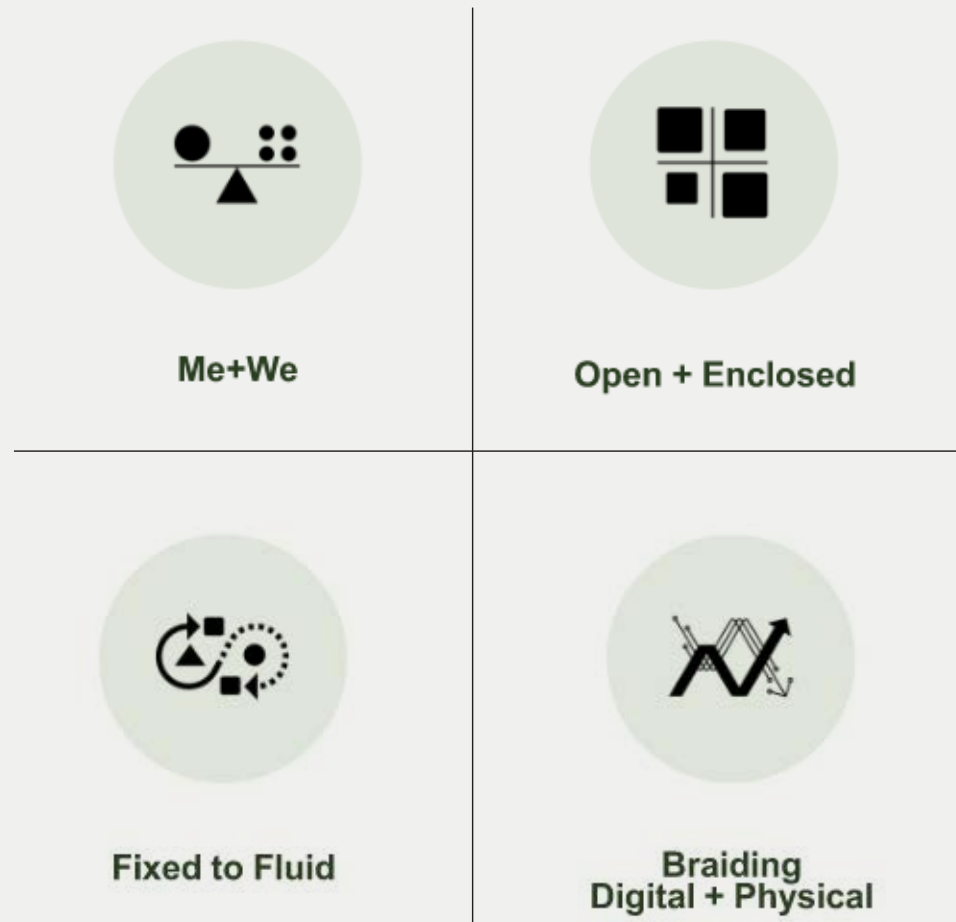 Me+We
Open + Enclosed
Fixed to Fluid
Braiding
Digital + Physical